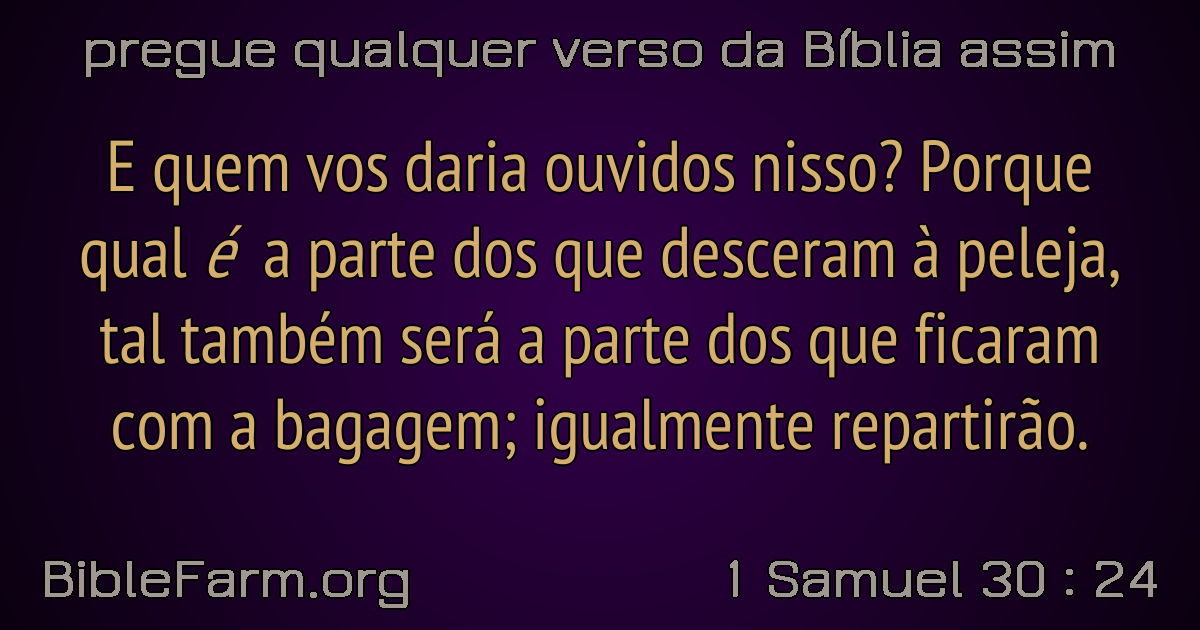 pregue qualquer verso da Bíblia assim
E quem vos daria ouvidos nisso? Porque
qual é a parte dos que desceram à peleja,
tal também será a parte dos que ficaram
com a bagagem; igualmente repartirão.
BibleFarm.org
1 Samuel 30 : 24